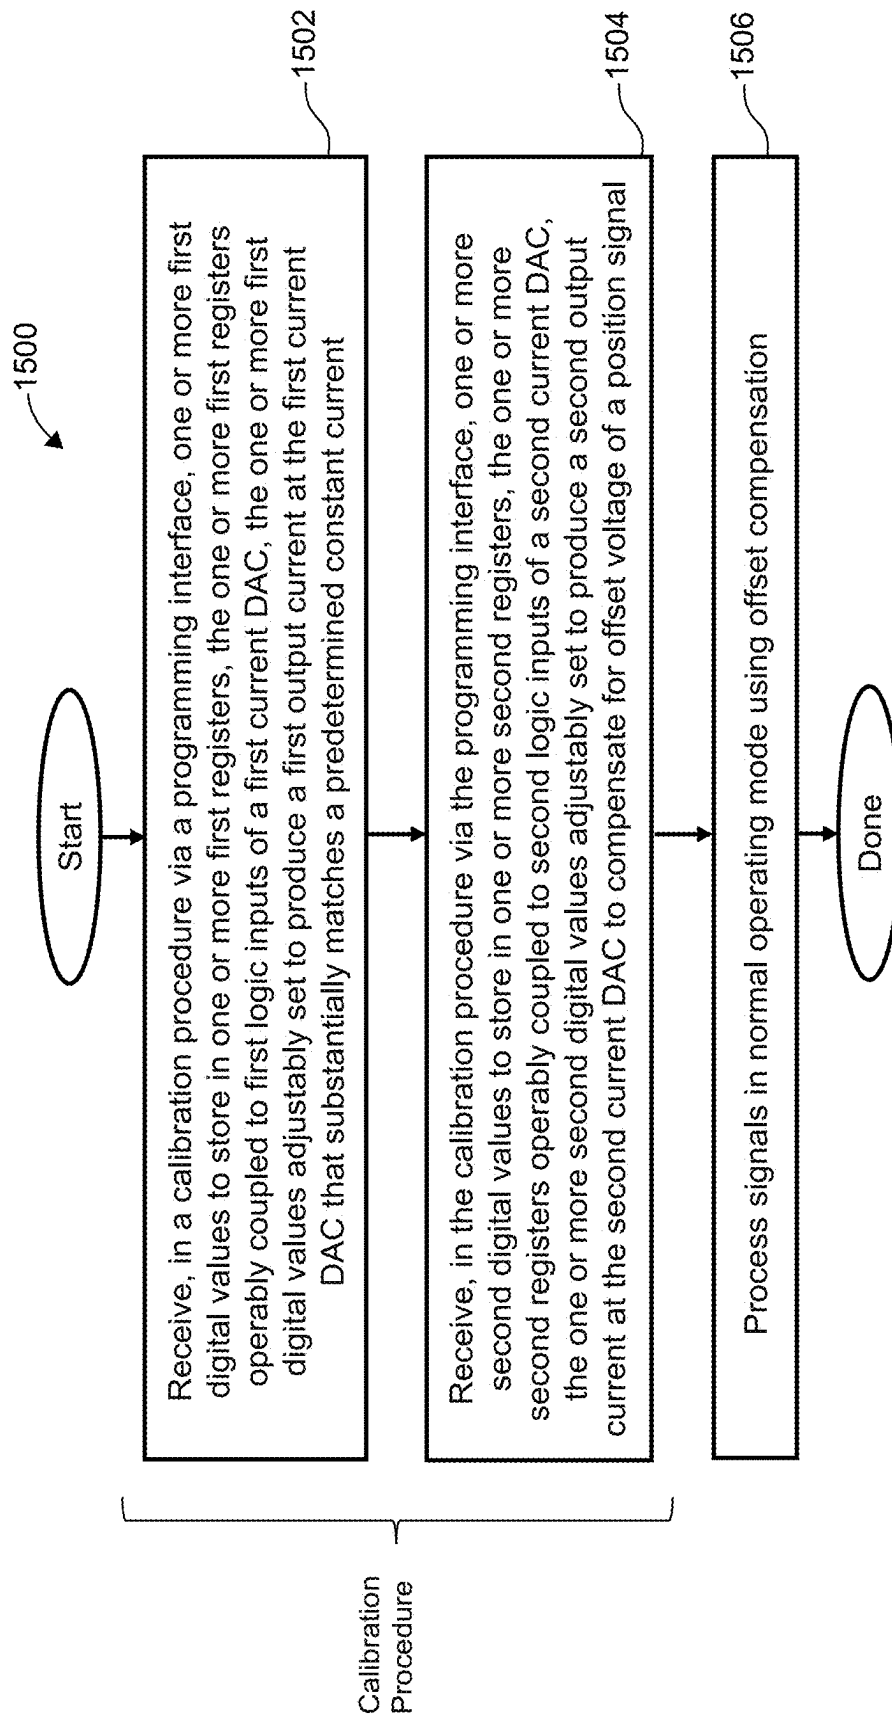 1500
Start
Receive, in a calibration procedure via a programming interface, one or more first
digital values to store in one or more first registers, the one or more first registers
operably coupled to first logic inputs of a first current DAC, the one or more first
digital values adjustably set to produce a first output current at the first current
DAC that substantially matches a predetermined constant current
1502
Receive, in the calibration procedure via the programming interface, one or more
second digital values to store in one or more second registers, the one or more
second registers operably coupled to second logic inputs of a second current DAC,
the one or more second digital values adjustably set to produce a second output
current at the second current DAC to compensate for offset voltage of a position signal
1504
Calibration
Procedure
Process signals in normal operating mode using offset compensation
1506
Done